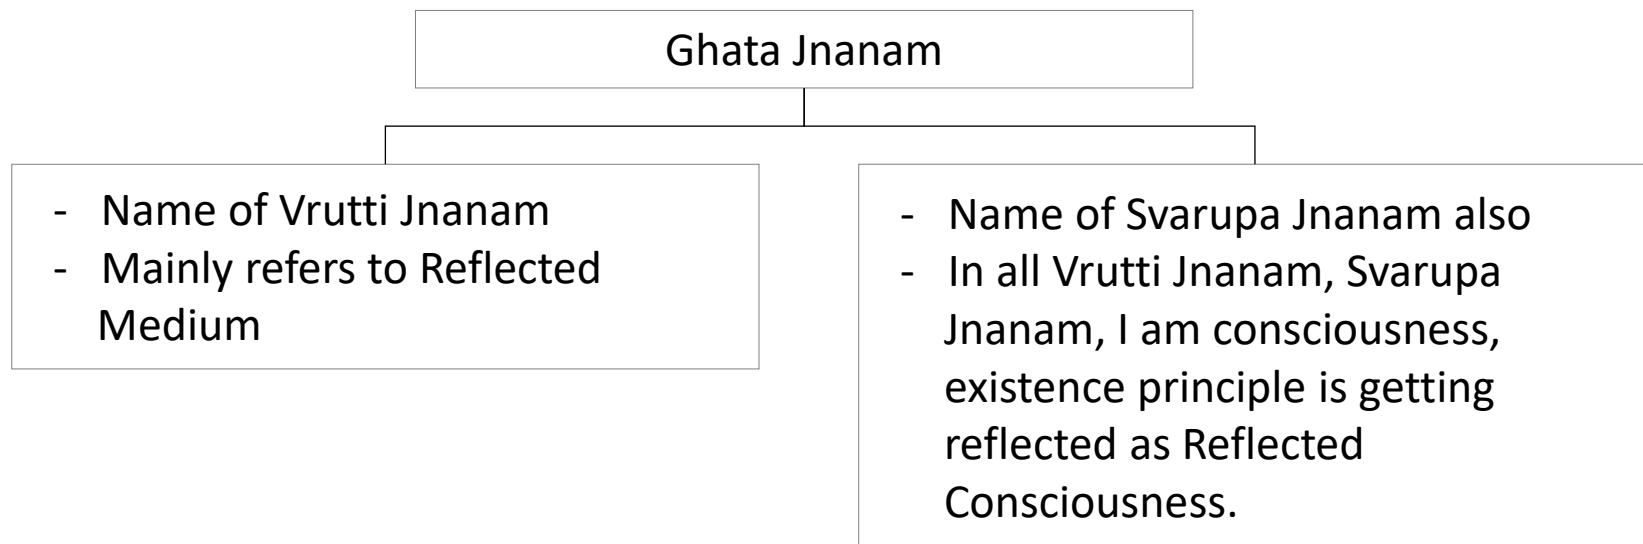 Ghata Jnanam
- Name of Vrutti Jnanam
- Mainly refers to Reflected
Medium
- Name of Svarupa Jnanam also
- In all Vrutti Jnanam, Svarupa
Jnanam, I am consciousness,
existence principle is getting
reflected as Reflected
Consciousness.